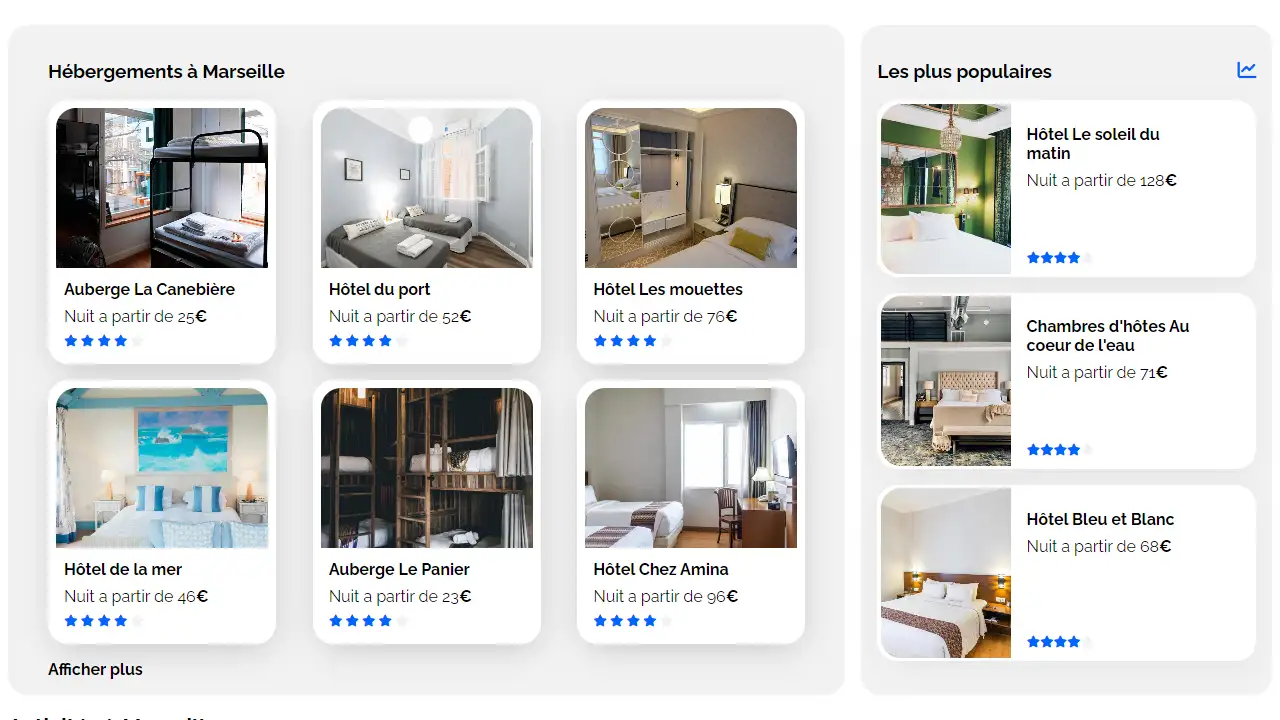 Hébergements à Marseille
Auberge La Canebière
Nuit a partir de 25€
Hôtel du port
Nuit a partir de 52€
Hôtel Les mouettes
Nuit a partir de 76€
Hôtel de la mer
Nuit a partir de 46€
Auberge Le Panier
Nuit a partir de 23€
Hôtel Chez Amina
Nuit a partir de 96€
Afficher plus
Les plus populaires
Hôtel Le soleil du
matin
Nuit a partir de 128€
Chambres d'hôtes Au
coeur de l'eau
Nuit a partir de 71€
Hôtel Bleu et Blanc
Nuit a partir de 68€